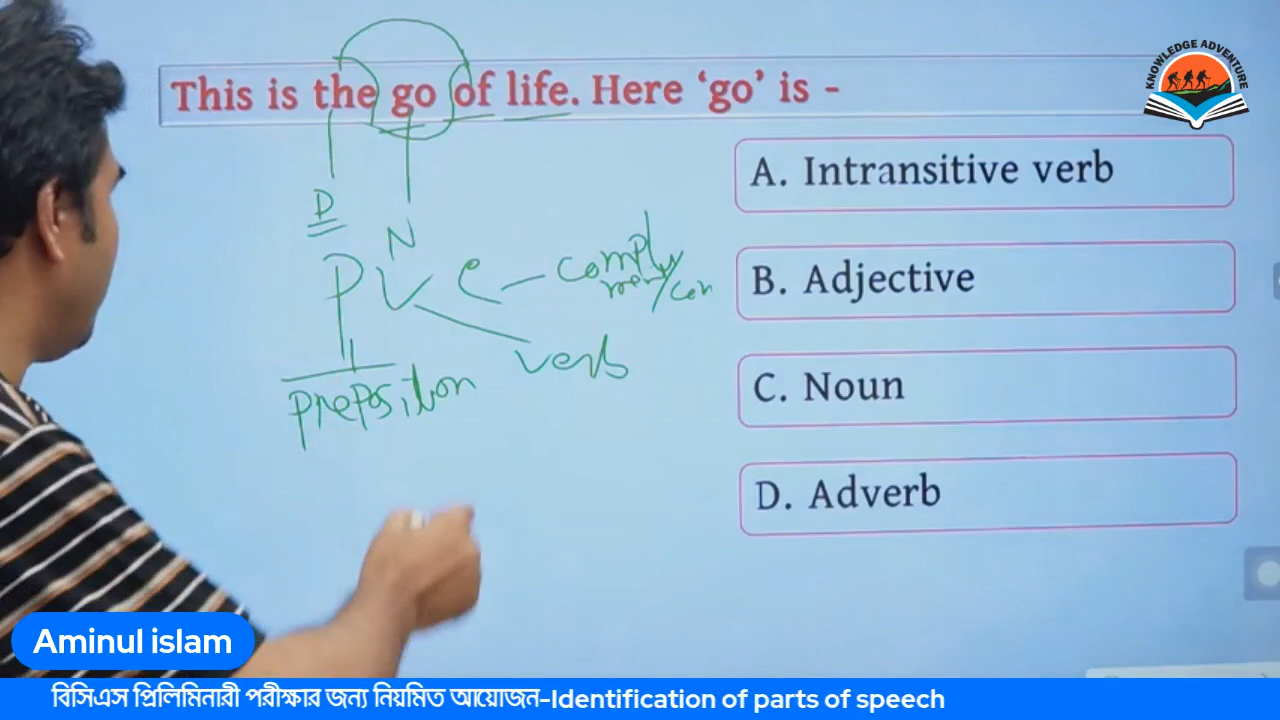 This is the go of life. Here ‘go’ is -
KNOWLEDGE ADVENTURE
A. Intransitive verb
D
N
P V C
B. Adjective
verb
preposition
C. Noun
D. Adverb
Aminul islam
বিসিএস প্রিলিমিনারী পরীক্ষার জন্য নিয়মিত আয়োজন-Identification of parts of speech